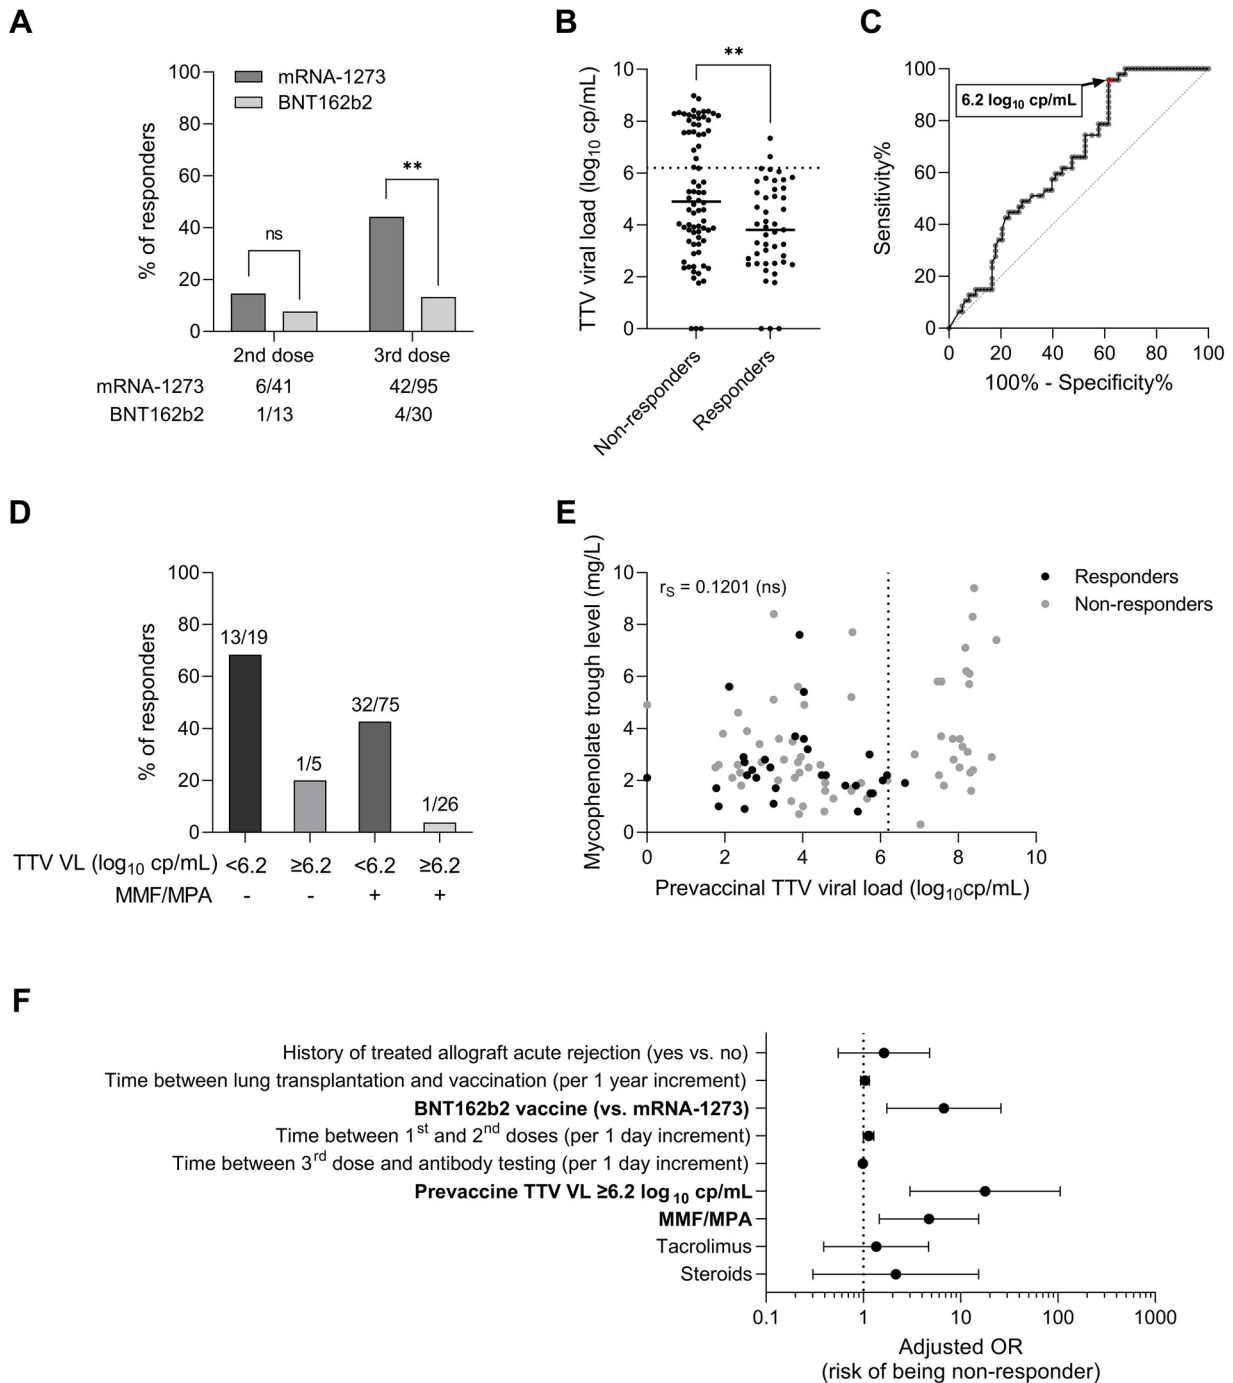 A
mRNA-1273
BNT162b2
% of responders
100
80
60
40
20
0
ns
**
2nd dose 3rd dose
mRNA-1273 6/41 42/95
BNT162b2 1/13 4/30
B
**
TTV viral load (log10 cp/mL)
10
8
6
4
2
0
Non-responders
Responders
C
Sensitivity%
100
80
60
40
20
0
6.2 log10 cp/mL
0 20 40 60 80 100
100% - Specificity%
D
% of responders
100
80
60
40
20
0
13/19
1/5
32/75
1/26
TTV VL (log10 cp/mL) <6.2 ≥6.2 <6.2 ≥6.2
MMF/MPA - - + +
E
Mycophenolate trough level (mg/L)
10
8
6
4
2
0
rS = 0.1201 (ns)
Responders
Non-responders
0 2 4 6 8 10
Prevaccinal TTV viral load (log10cp/mL)
F
History of treated allograft acute rejection (yes vs. no)
Time between lung transplantation and vaccination (per 1 year increment)
BNT162b2 vaccine (vs. mRNA-1273)
Time between 1st and 2nd doses (per 1 day increment)
Time between 3rd dose and antibody testing (per 1 day increment)
Prevaccine TTV VL ≥6.2 log10 cp/mL
MMF/MPA
Tacrolimus
Steroids
0.1 1 10 100 1000
Adjusted OR
(risk of being non-responder)